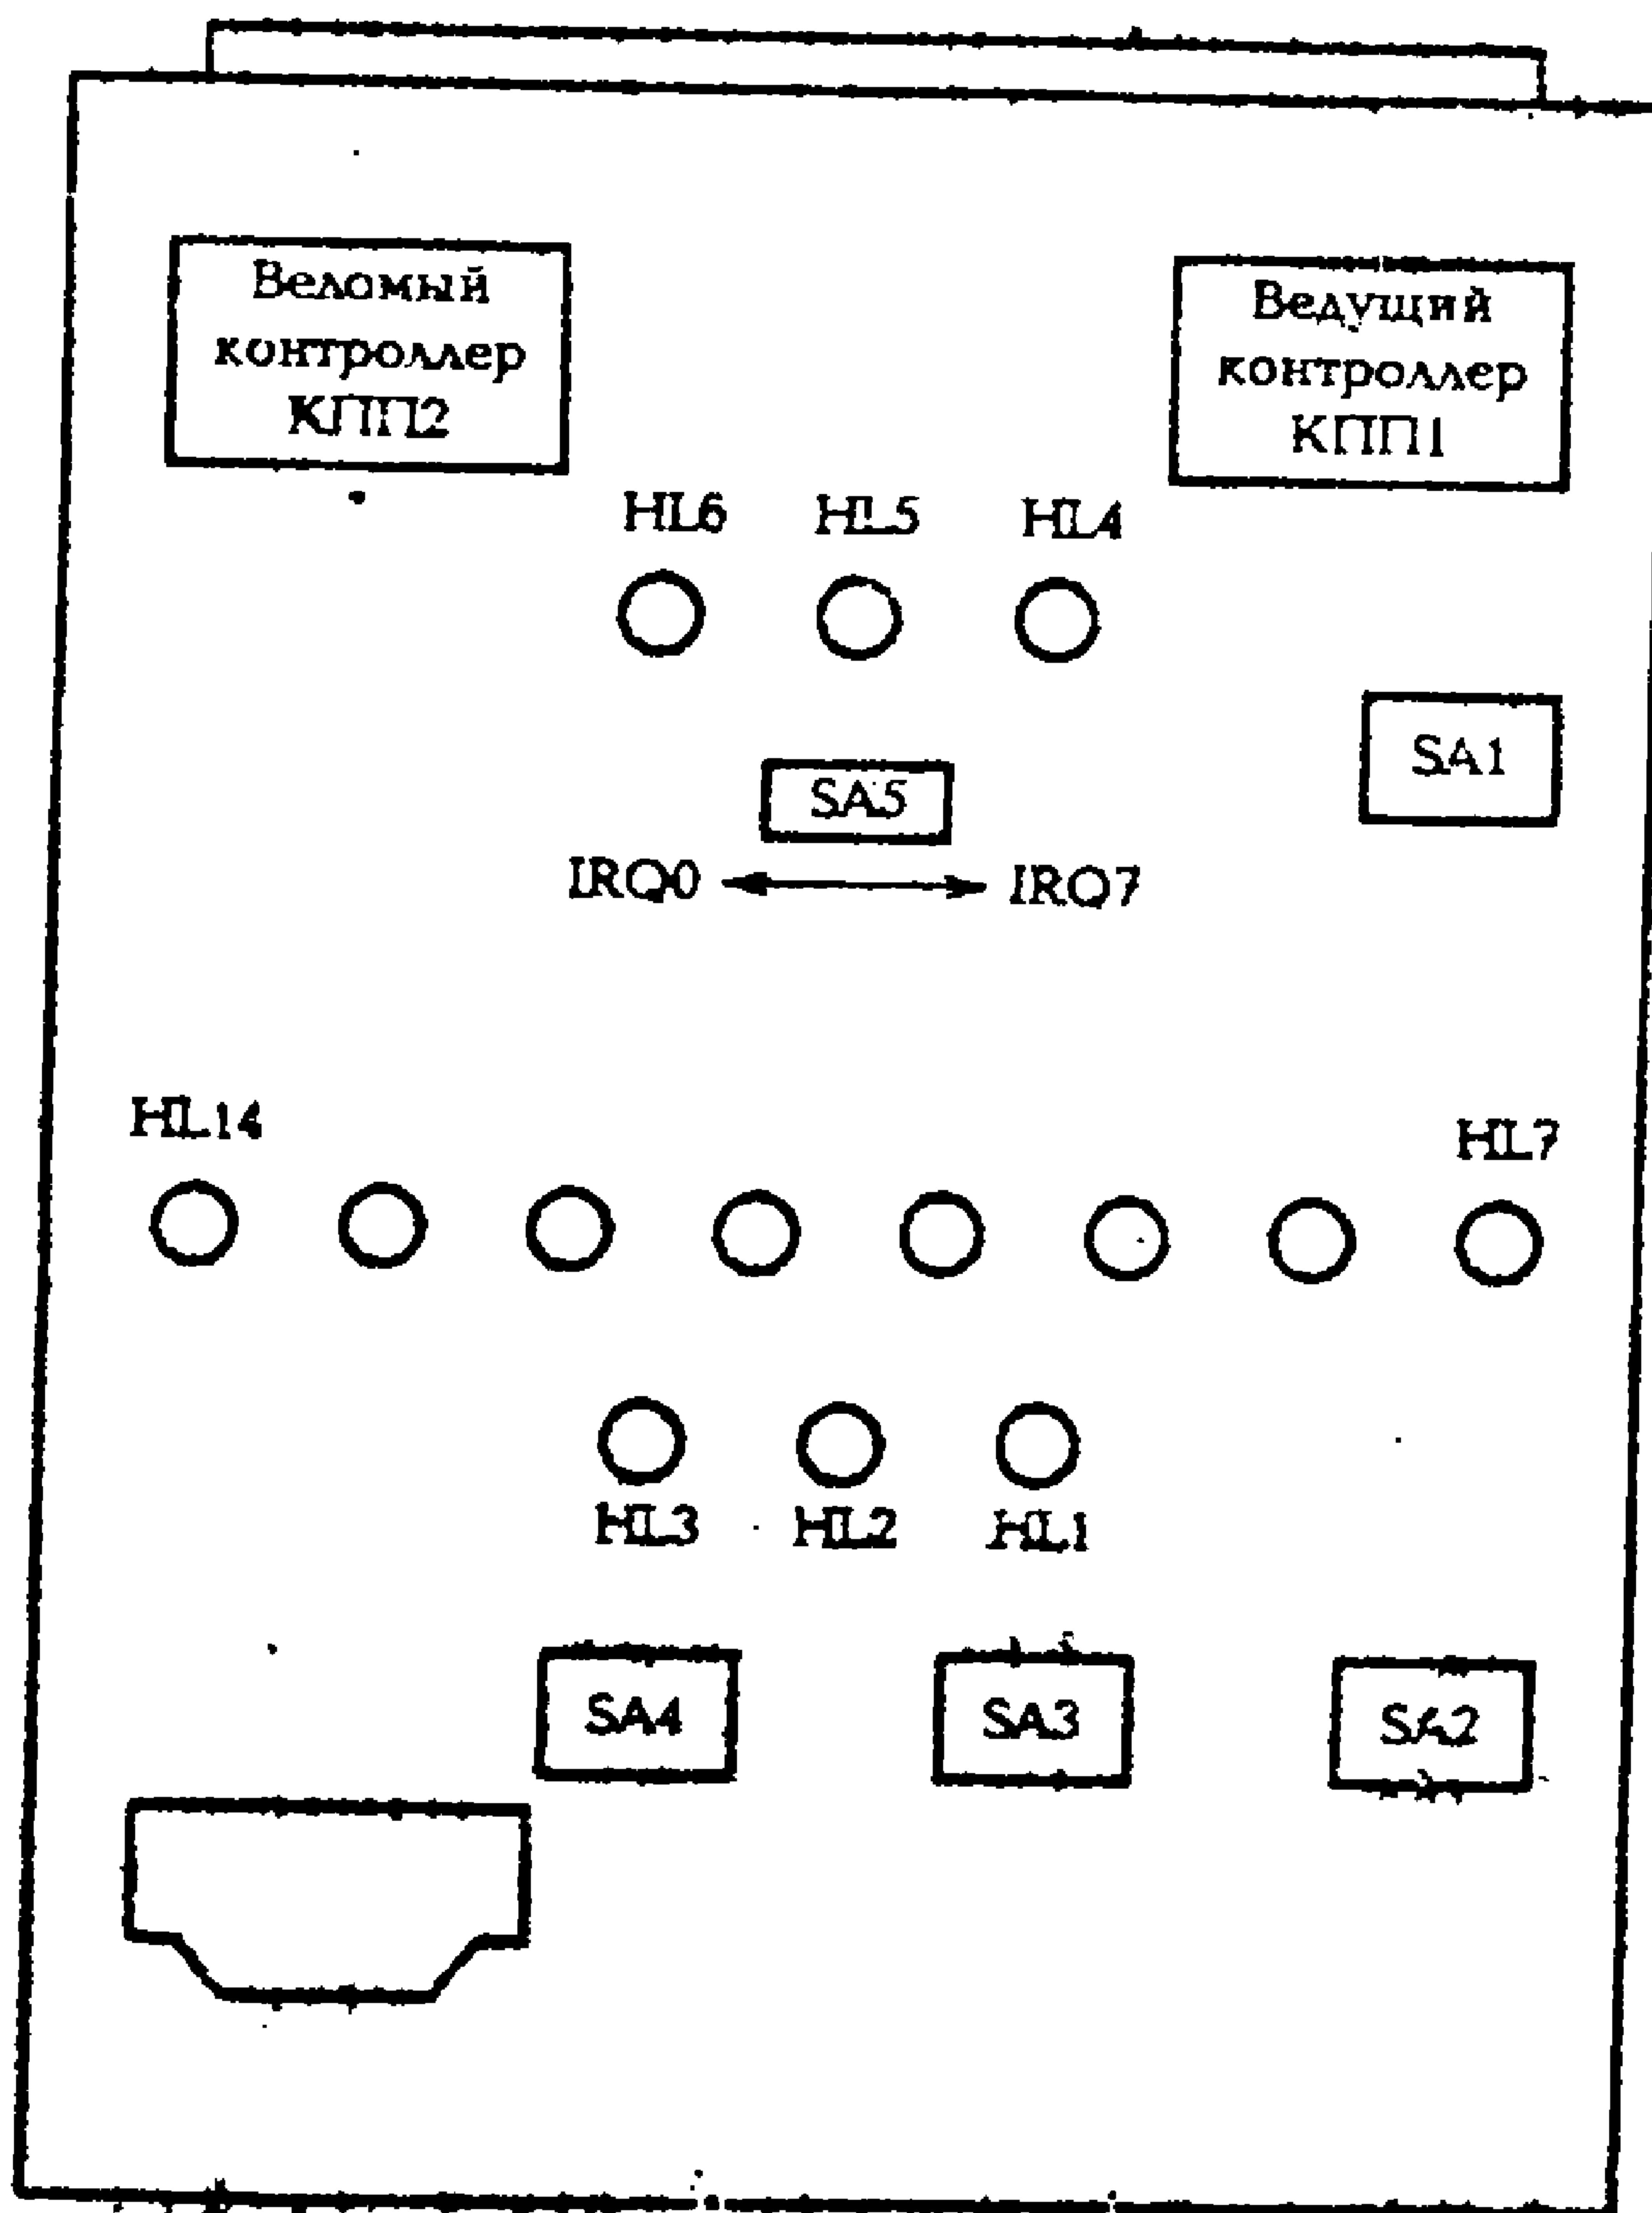 Веломый
контроллер
КПП2
Ведущий
контроллер
КПП1
HL6 HL5 HL4
SA1
SA5
IRQ0 IRQ7
HL14 HL7
HL3 HL2 HL1
SA4 SA3 SA2